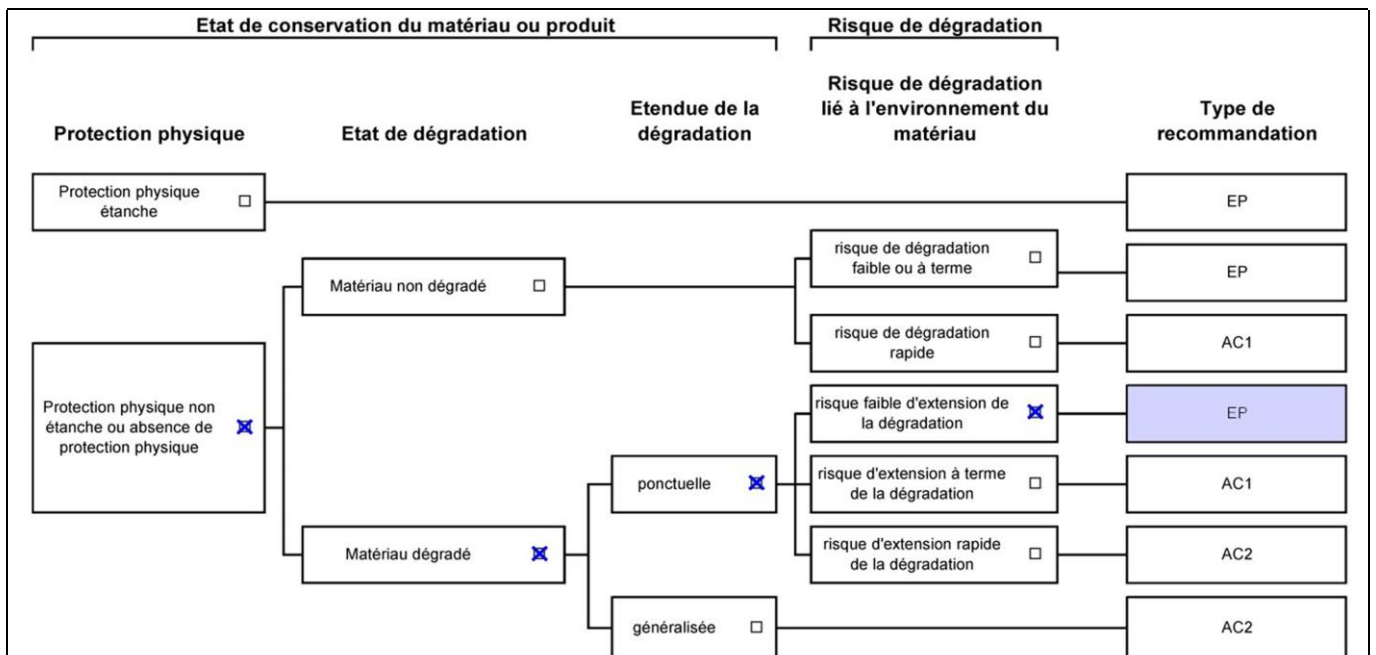 Etat de conservation du matériau ou produit
Risque de dégradation
Protection physique
Etat de dégradation
Etendue de la
dégradation
Risque de dégradation
lié à l'environnement du
matériau
Type de
recommandation
Protection physique
étanche
EP
Matériau non dégradé
risque de dégradation
faible ou à terme
EP
risque de dégradation
rapide
AC1
Protection physique non
étanche ou absence de
protection physique
risque faible d'extension de
la dégradation
EP
ponctuelle
risque d'extension à terme
de la dégradation
AC1
Matériau dégradé
risque d'extension rapide
de la dégradation
AC2
généralisée
AC2